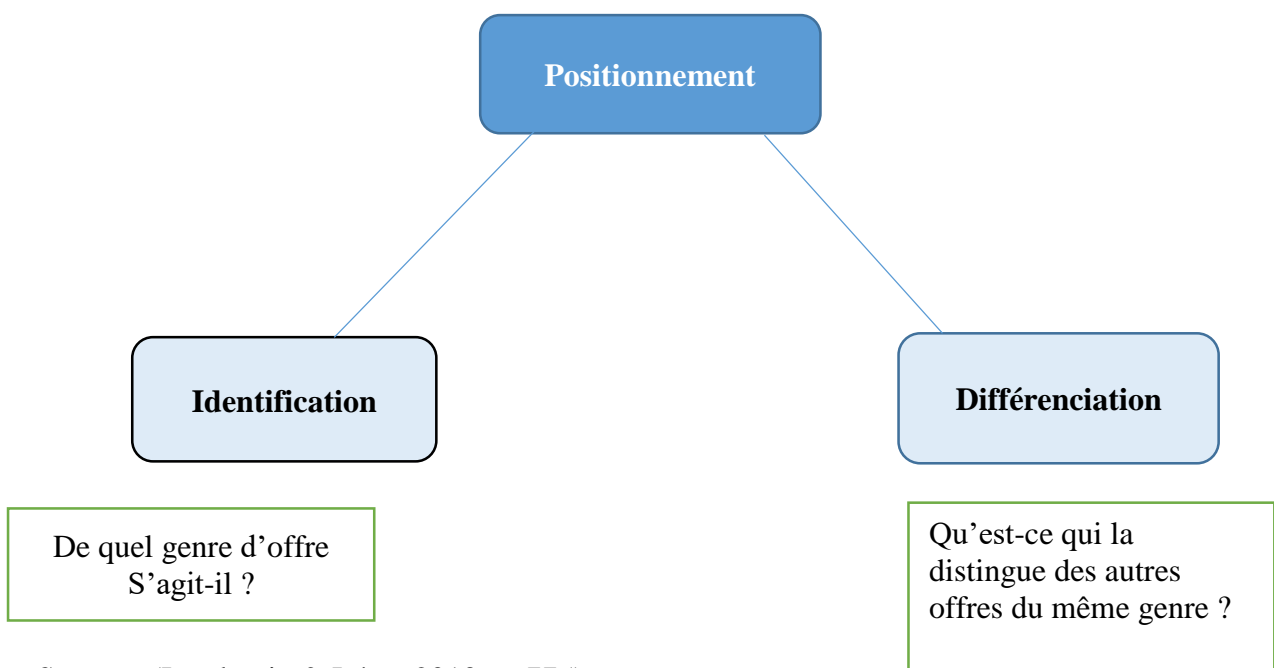 Positionnement
Identification
Différenciation
De quel genre d’offre
S’agit-il ?
Qu’est-ce qui la
distingue des autres
offres du même genre ?